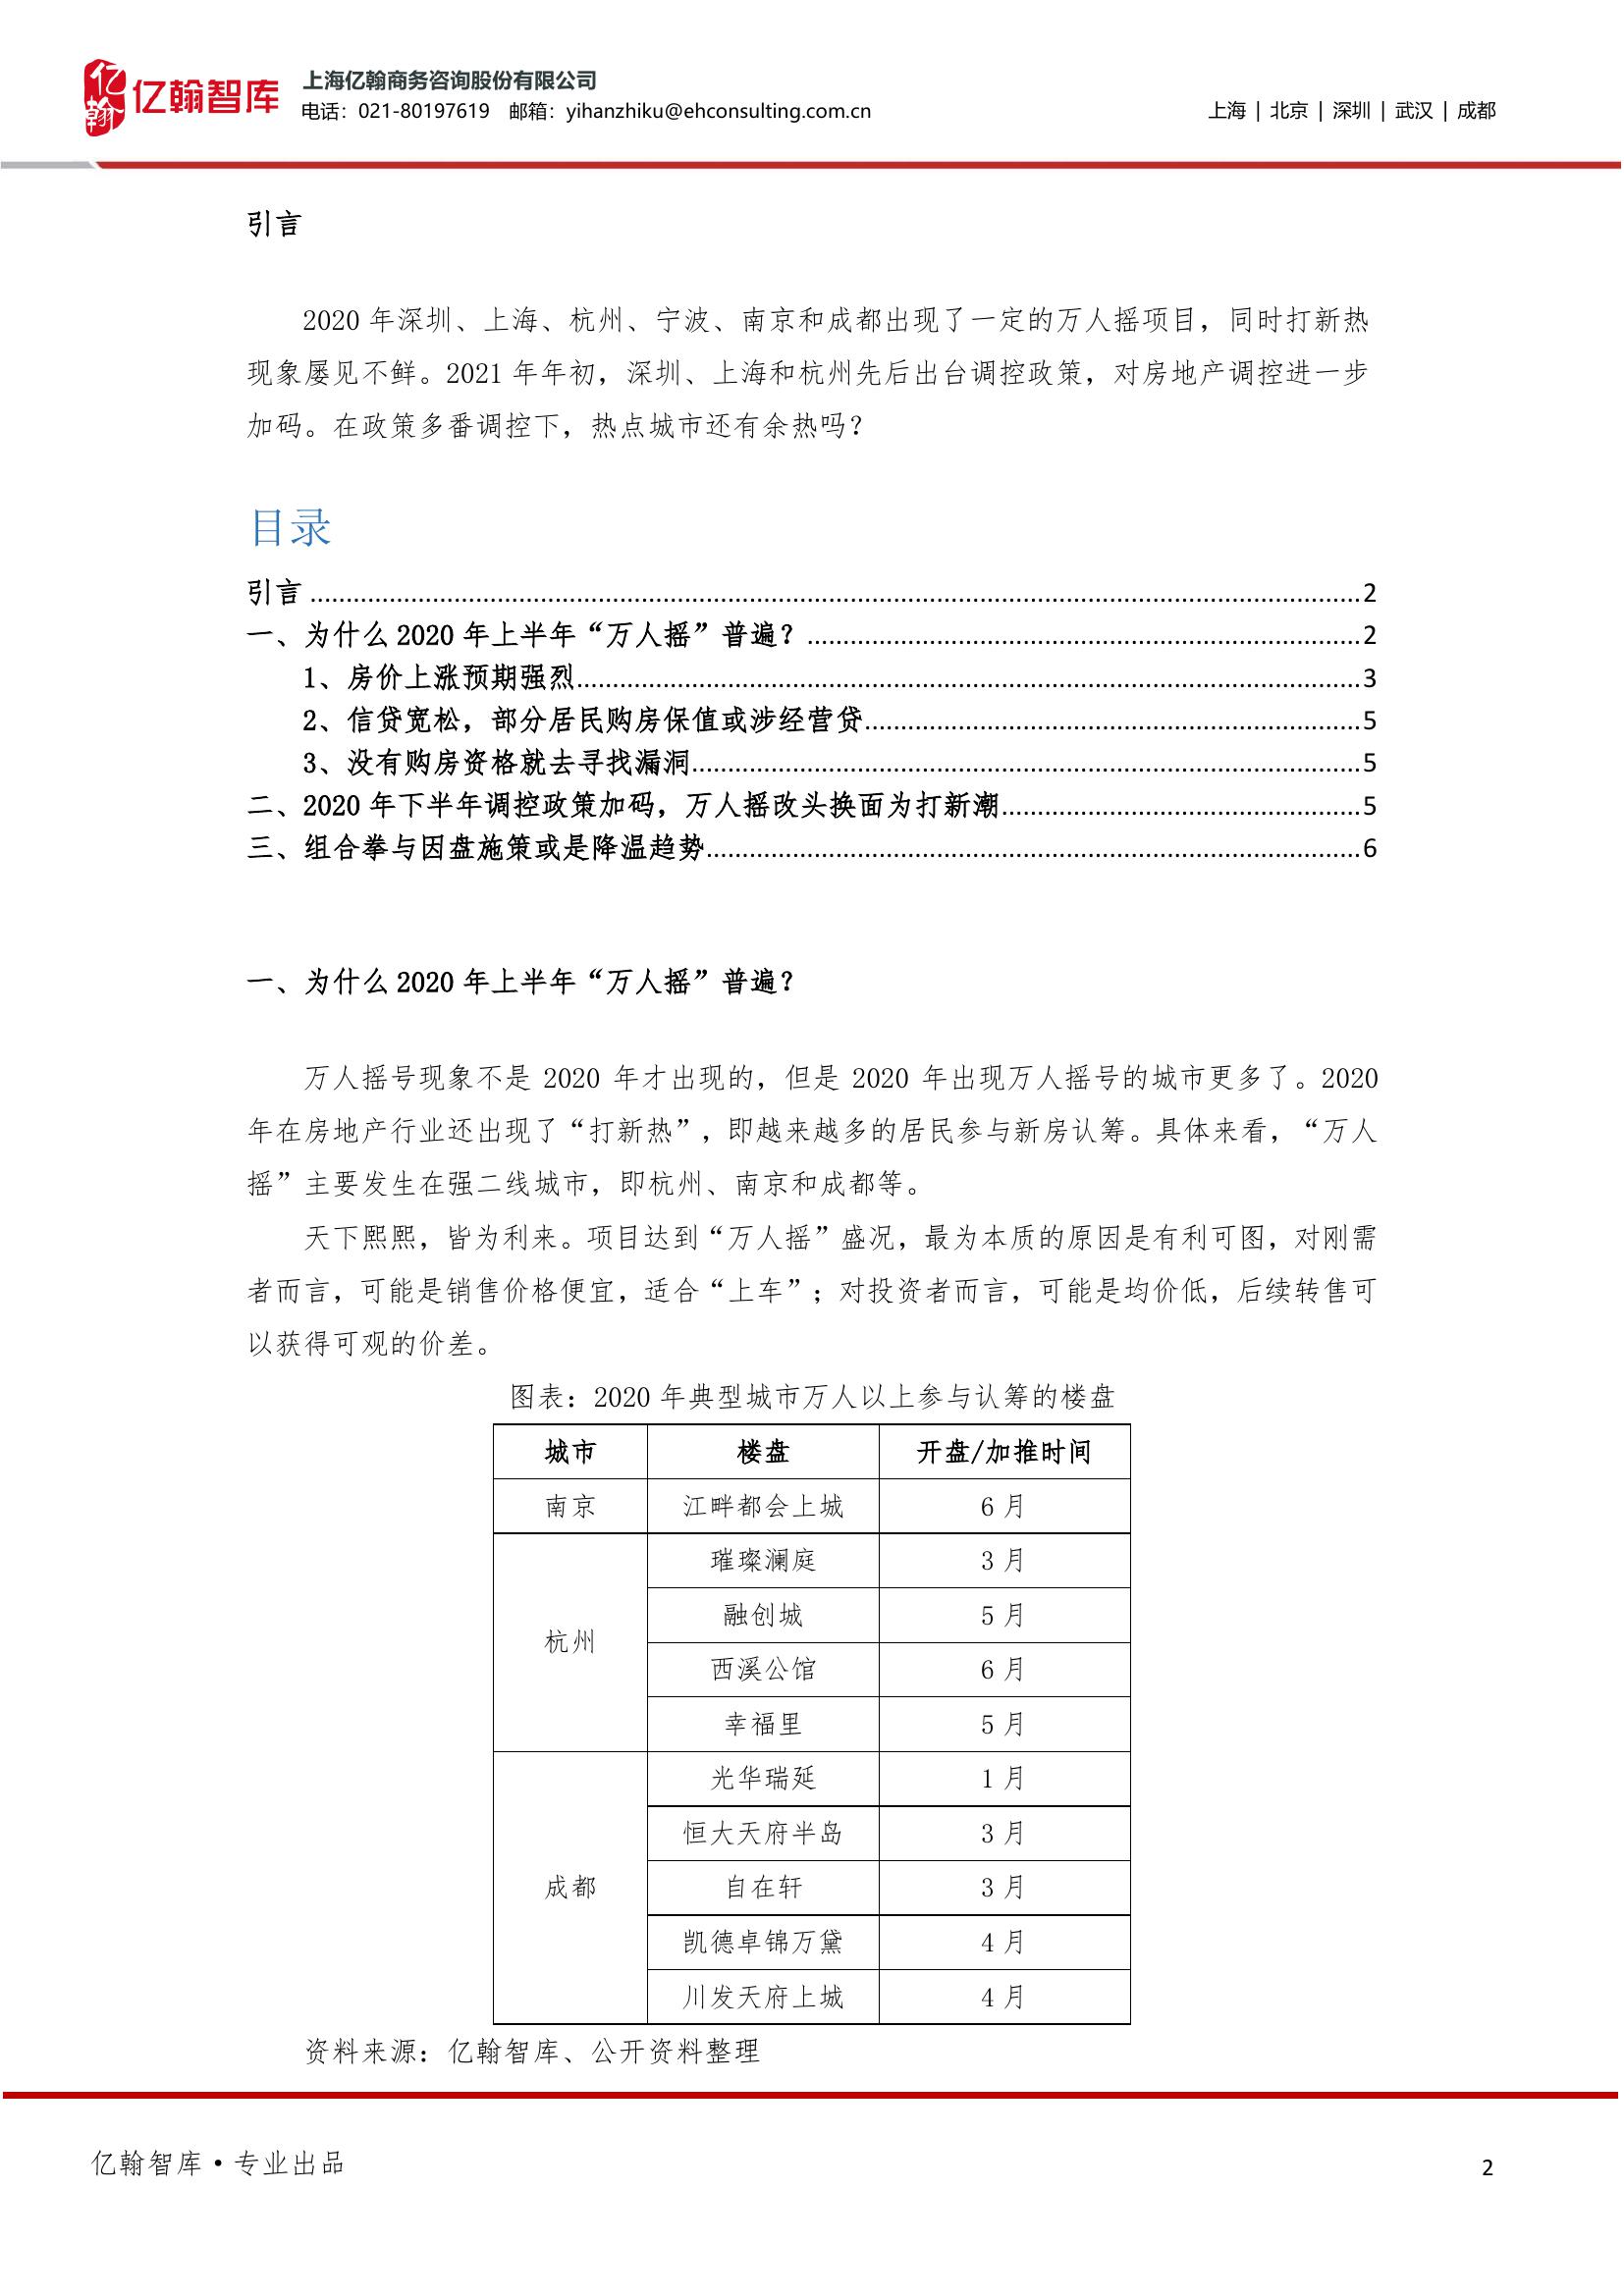 亿翰
亿翰智库
上海亿翰商务咨询股份有限公司
电话：021-80197619 邮箱：yihanzhiku@ehconsulting.com.cn
上海 | 北京 | 深圳 | 武汉 | 成都
引言
2020 年深圳、上海、杭州、宁波、南京和成都出现了一定的万人摇项目，同时打新热
现象屡见不鲜。2021 年年初，深圳、上海和杭州先后出台调控政策，对房地产调控进一步
加码。在政策多番调控下，热点城市还有余热吗？
目录
引言 ........................................ 2
一、为什么 2020 年上半年“万人摇”普遍？ ........................................ 2
1、房价上涨预期强烈 ........................................ 3
2、信贷宽松，部分居民购房保值或涉经营贷 ........................................ 5
3、没有购房资格就去寻找漏洞 ........................................ 5
二、2020 年下半年调控政策加码，万人摇改头换面为打新潮 ........................................ 5
三、组合拳与因盘施策或是降温趋势 ........................................ 6
一、为什么 2020 年上半年“万人摇”普遍？
万人摇号现象不是 2020 年才出现的，但是 2020 年出现万人摇号的城市更多了。2020
年在房地产行业还出现了“打新热”，即越来越多的居民参与新房认筹。具体来看，“万人
摇”主要发生在强二线城市，即杭州、南京和成都等。
天下熙熙，皆为利来。项目达到“万人摇”盛况，最为本质的原因是有利可图，对刚需
者而言，可能是销售价格便宜，适合“上车”；对投资者而言，可能是均价低，后续转售可
以获得可观的价差。
图表：2020 年典型城市万人以上参与认筹的楼盘
城市 楼盘 开盘/加推时间
南京 江畔都会上城 6 月
杭州 璀璨澜庭 3 月
融创城 5 月
西溪公馆 6 月
幸福里 5 月
成都 光华瑞延 1 月
恒大天府半岛 3 月
自在轩 3 月
凯德卓锦万黛 4 月
川发天府上城 4 月
资料来源：亿翰智库、公开资料整理
亿翰智库·专业出品
2